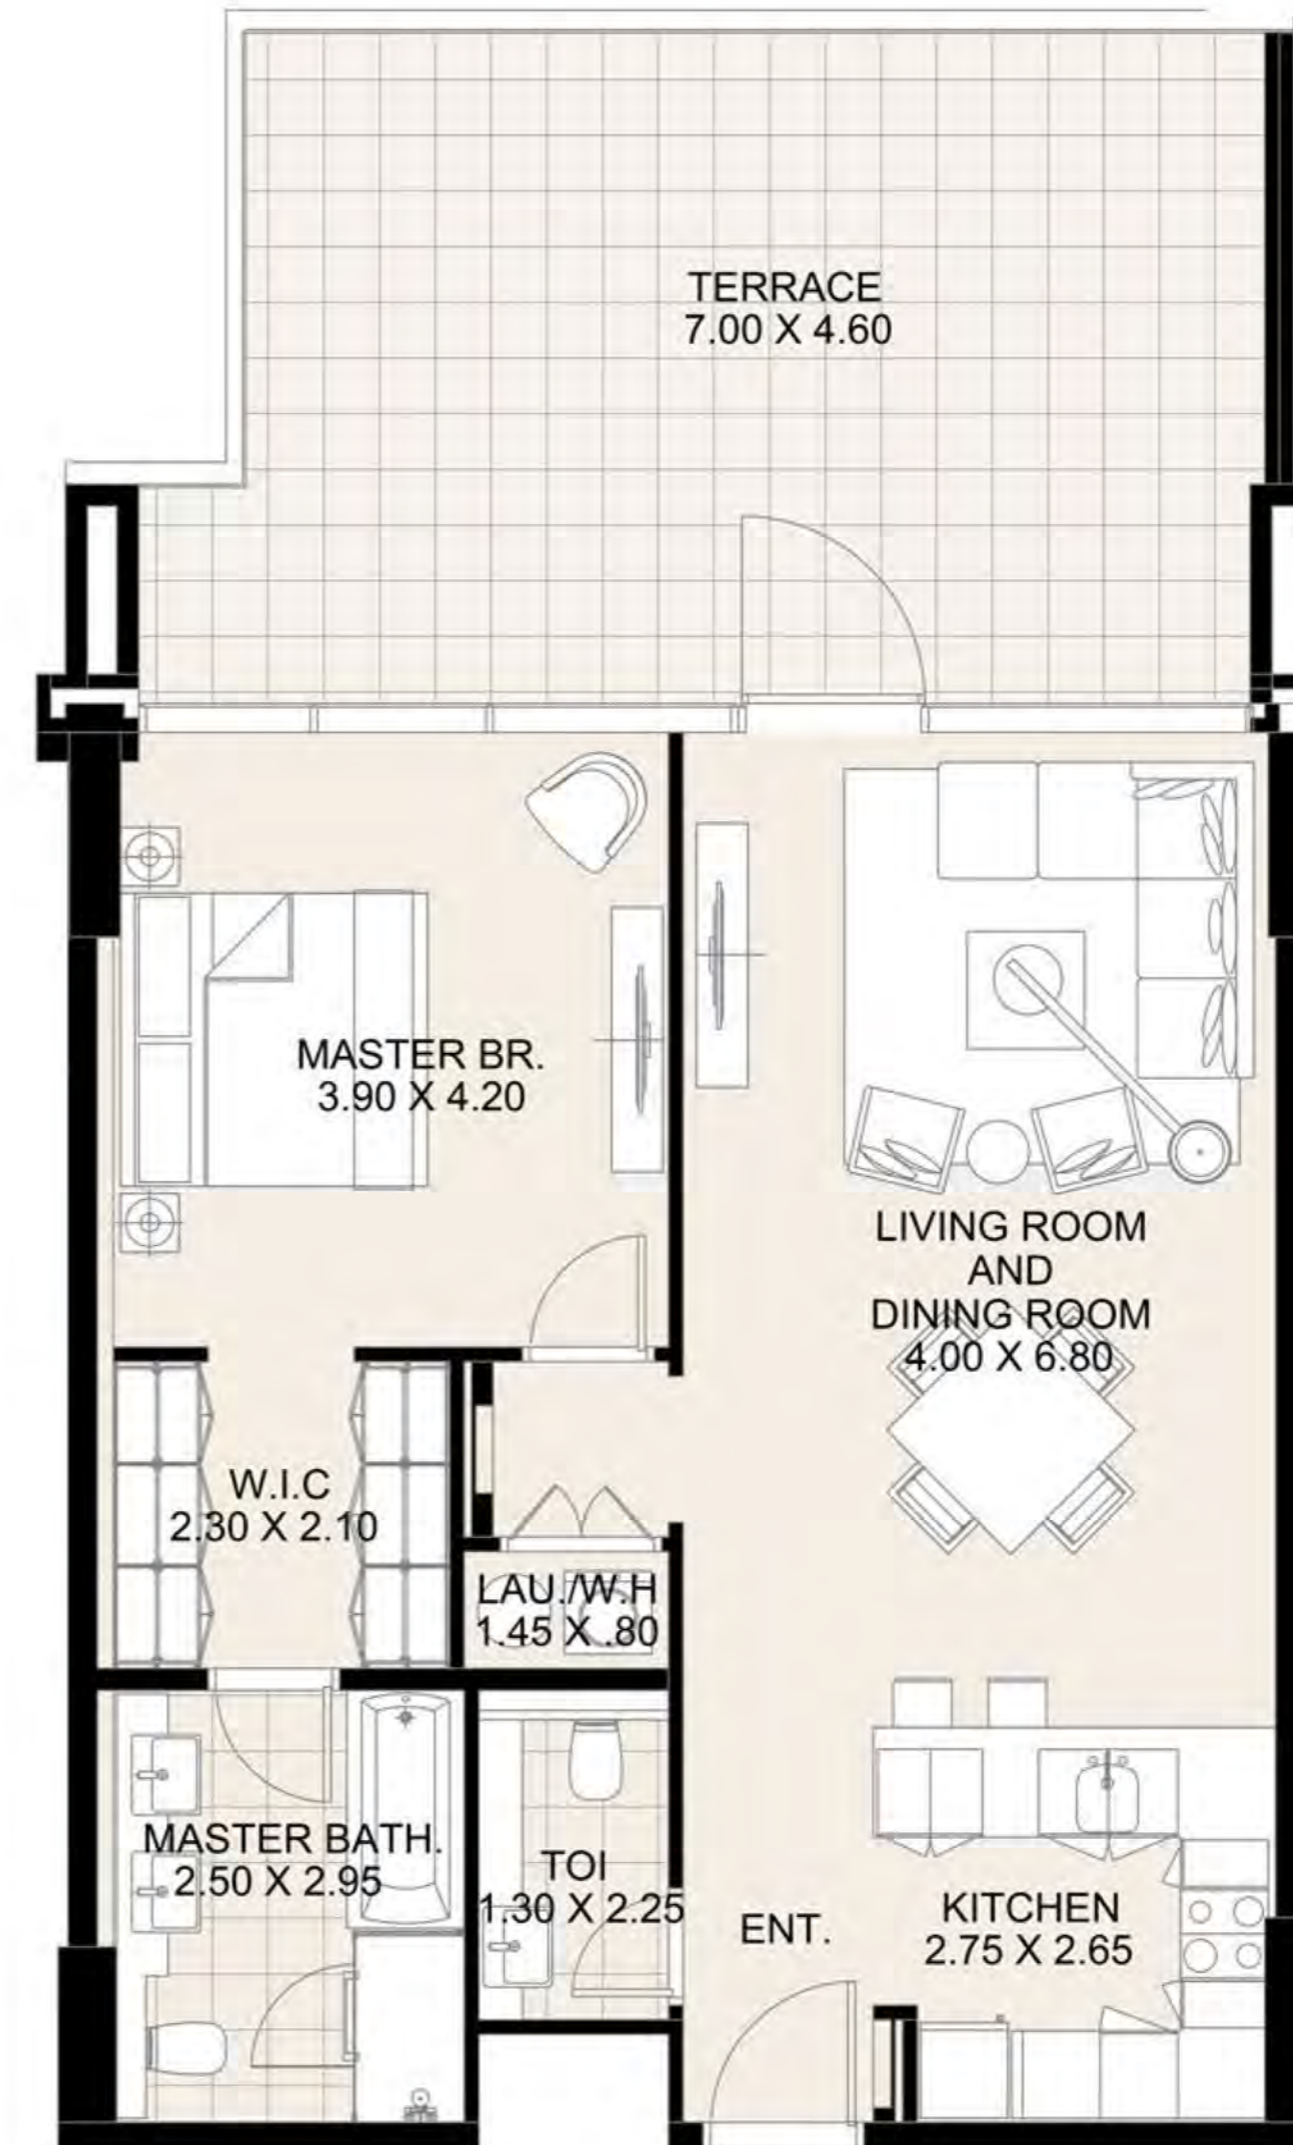 TERRACE
7.00 X 4.60
MASTER BR.
3.90 X 4.20
LIVING ROOM
AND
DINING ROOM
4.00 X 6.80
W.I.C
2.30 X 2.10
LAU./W.H
1.45 X .80
MASTER BATH.
2.50 X 2.95
TOI
1.30 X 2.25
ENT.
KITCHEN
2.75 X 2.65